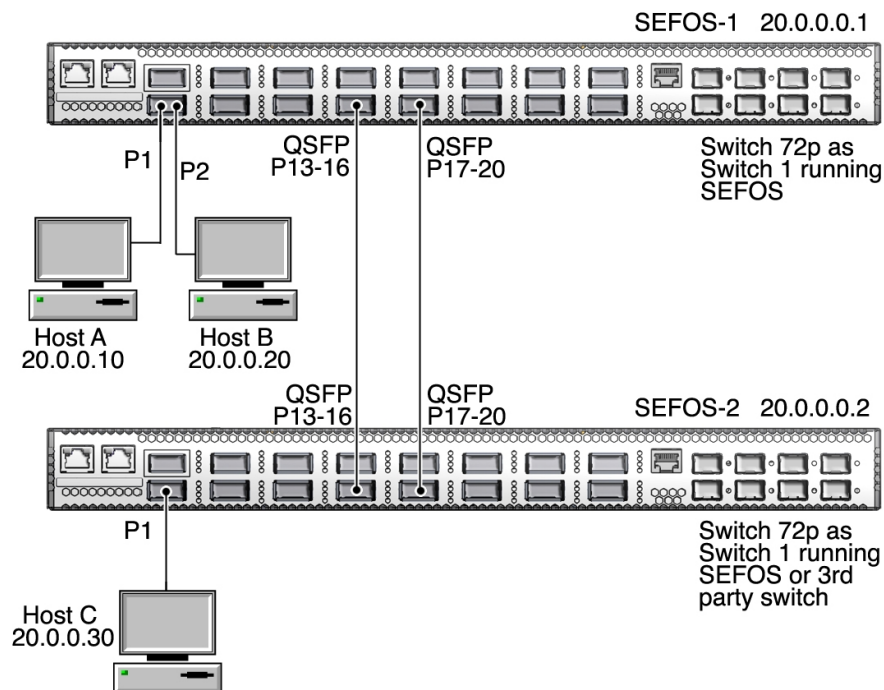 SEFOS-1 20.0.0.0.1
P1
P2
QSFP
P13-16
QSFP
P17-20
Switch 72p as
Switch 1 running
SEFOS
Host A
20.0.0.10
Host B
20.0.0.20
QSFP
P13-16
QSFP
P17-20
SEFOS-2 20.0.0.0.2
P1
Switch 72p as
Switch 1 running
SEFOS or 3rd
party switch
Host C
20.0.0.30